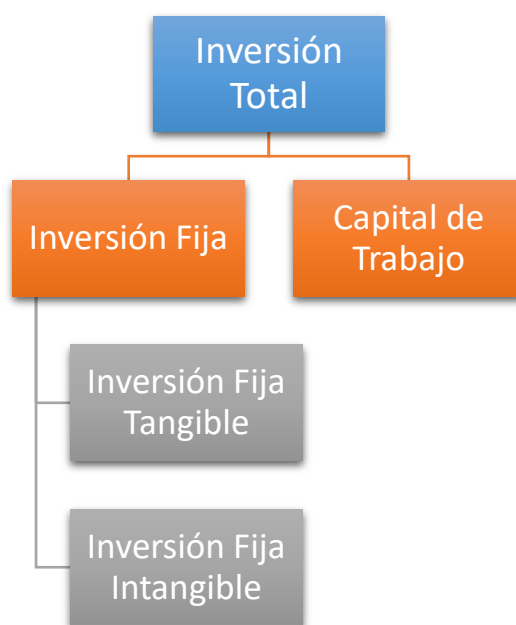 Inversión
Total
Inversión Fija
Capital de
Trabajo
Inversión Fija
Tangible
Inversión Fija
Intangible